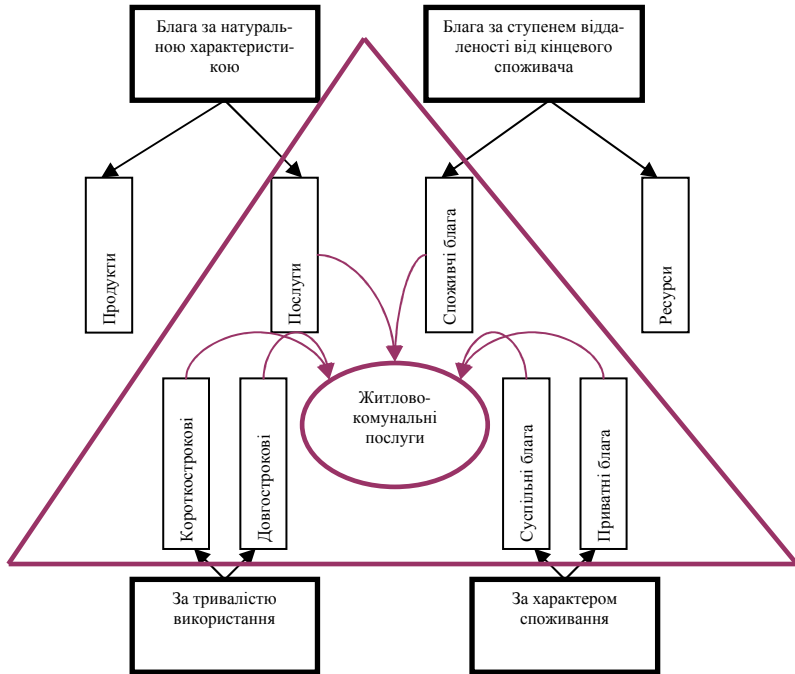 Блага за натураль-
ною характеристи-
кою
Блага за ступенем відда-
леності від кінцевого
споживача
Продукти
Послуги
Споживчі блага
Ресурси
Короткострокові
Довгострокові
Житлово-
комунальні
послуги
Суспільні блага
Приватні блага
За тривалістю
використання
За характером
споживання